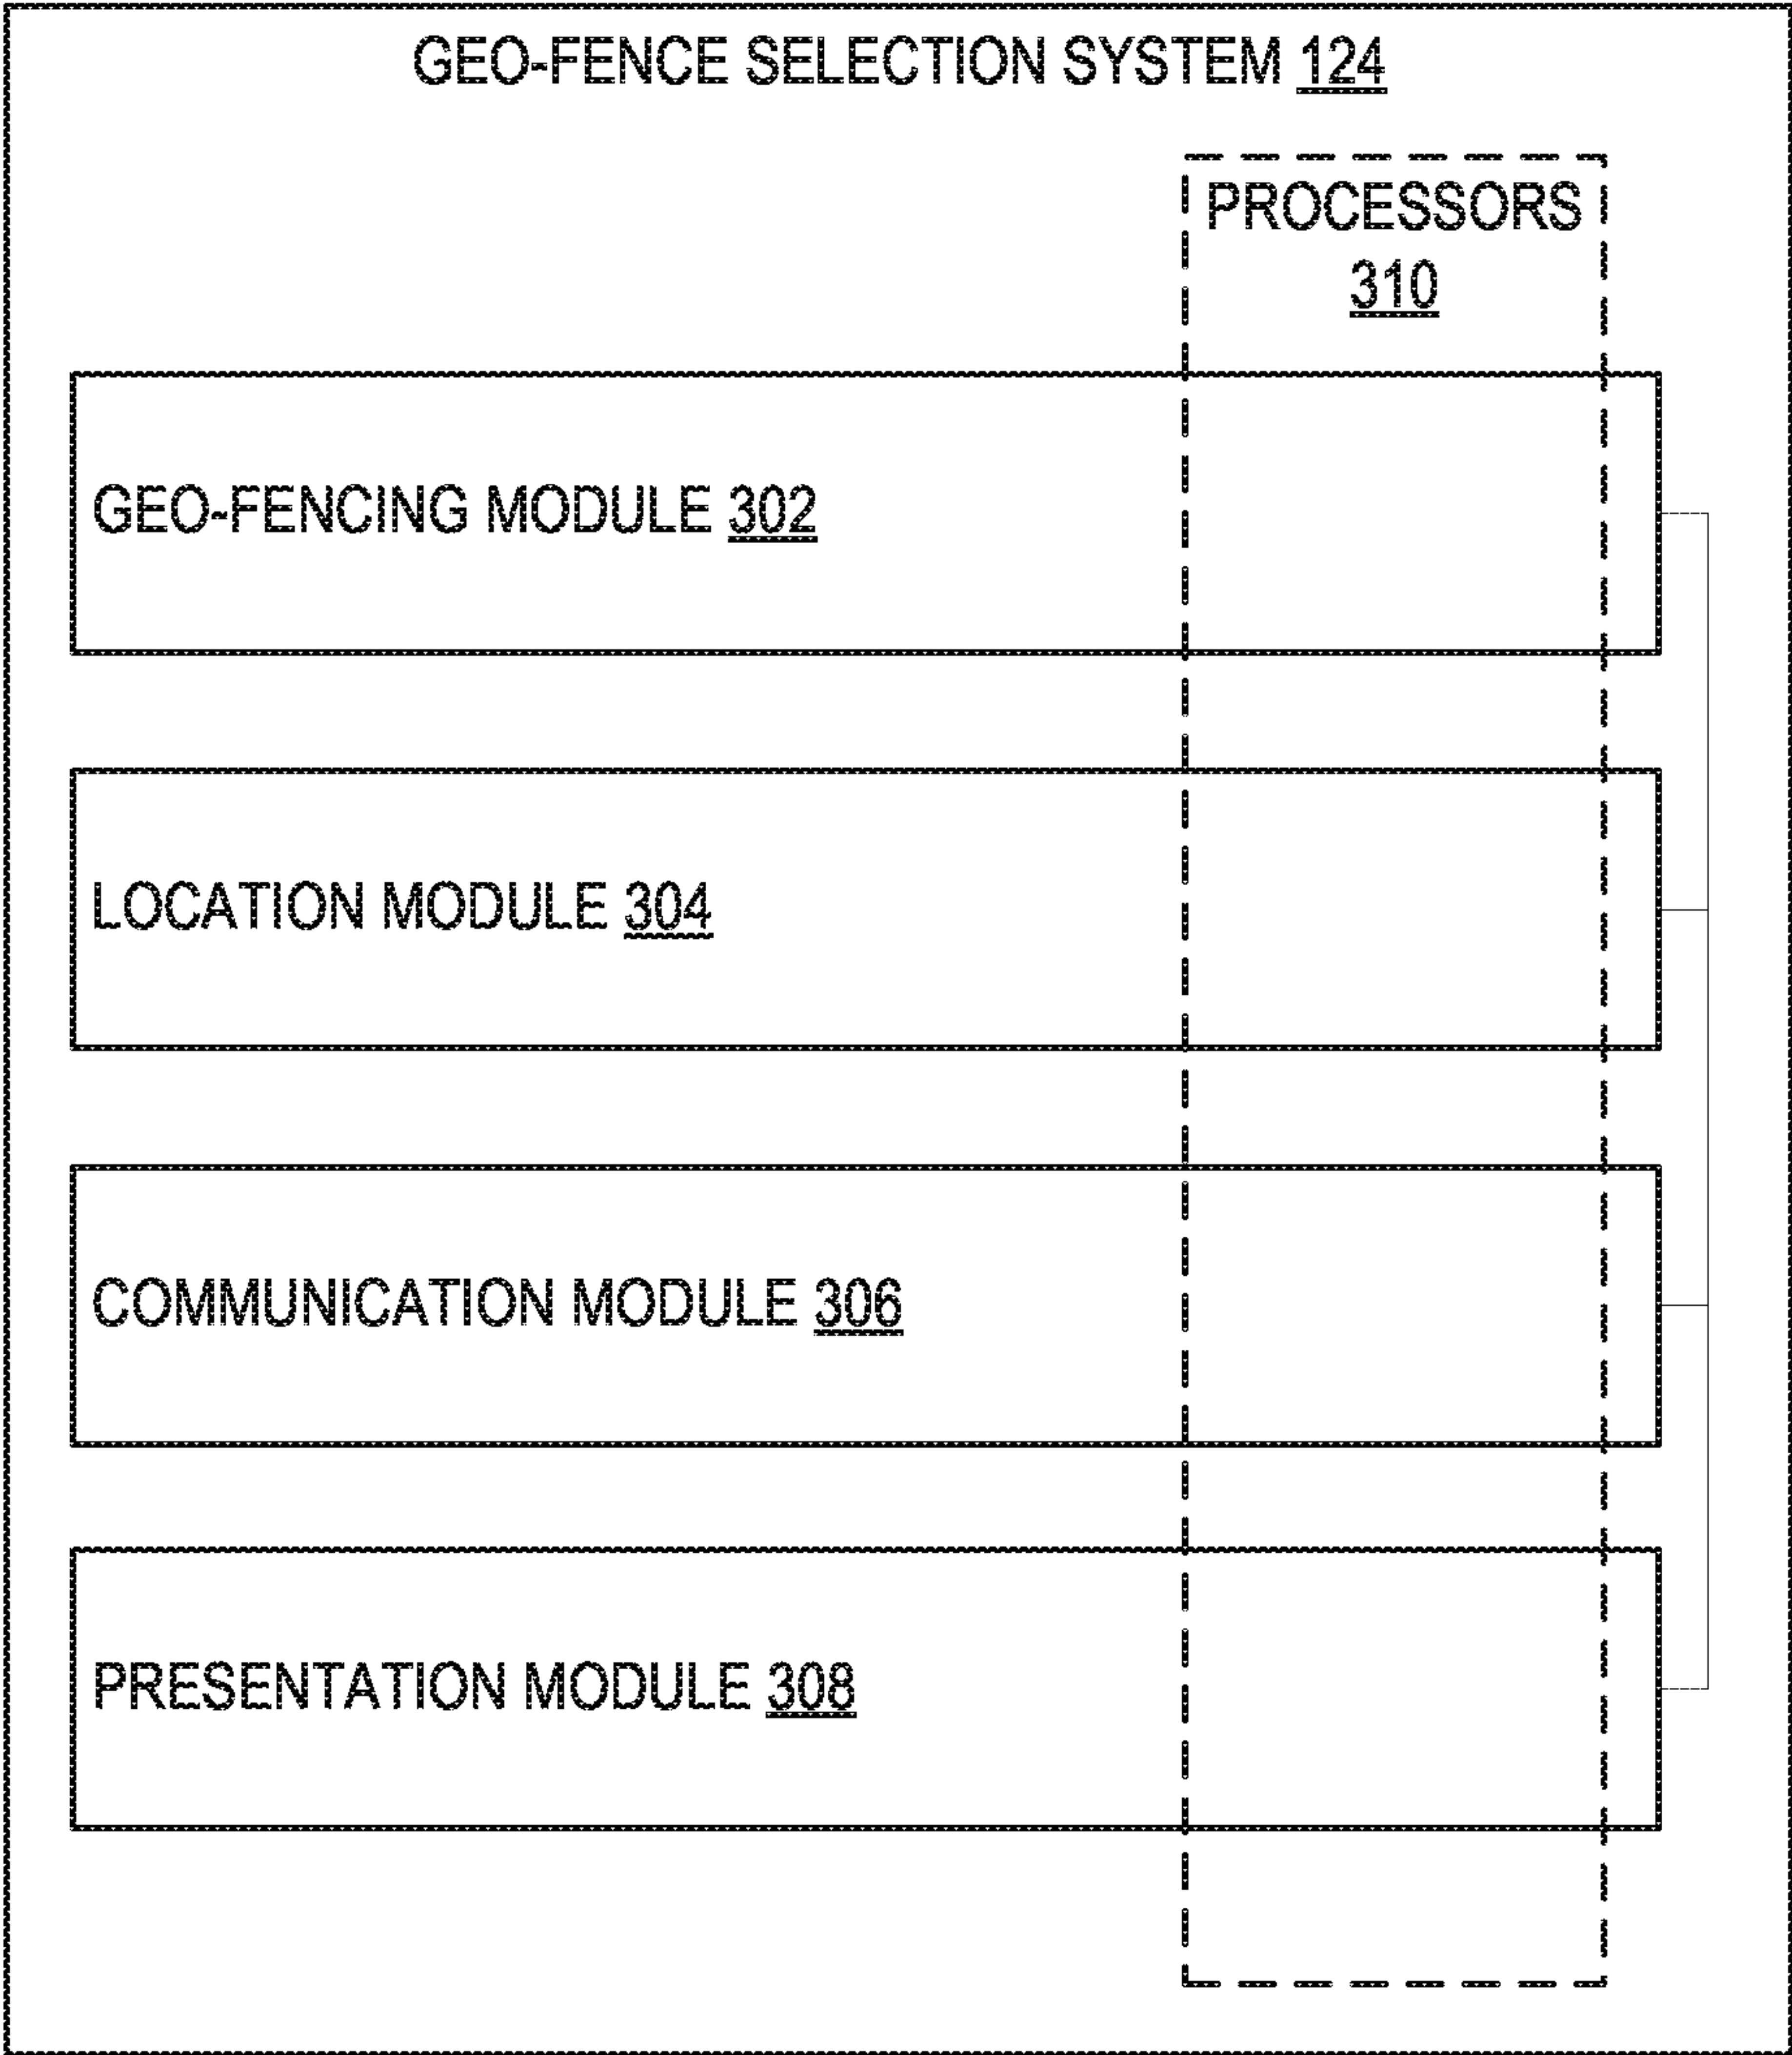 GEO-FENCE SELECTION SYSTEM 124
PROCESSORS
310
GEO-FENCING MODULE 302
LOCATION MODULE 304
COMMUNICATION MODULE 306
PRESENTATION MODULE 308